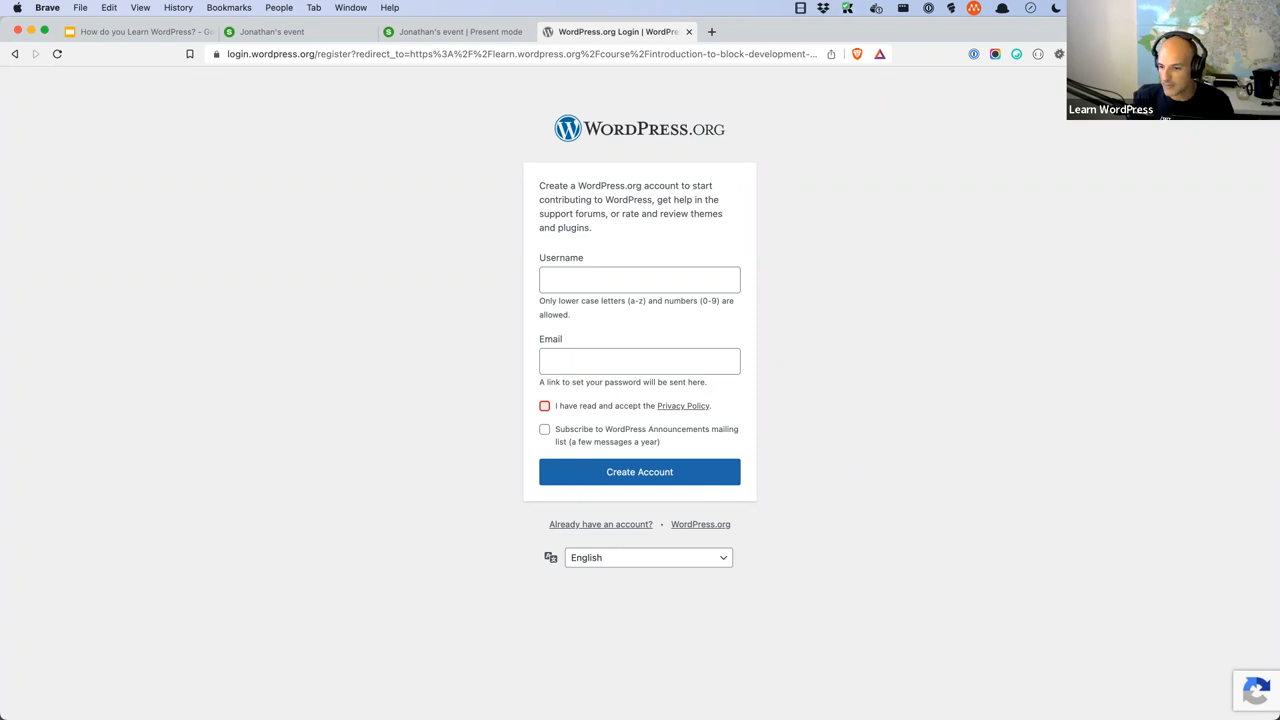 Brave File Edit View History Bookmarks People Tab Window Help
How do you Learn WordPress? - Go
Jonathan's event
Jonathan's event | Present mode
WordPress.org Login | WordPre
login.wordpress.org/register?redirect_to=https%3A%2F%2Flearn.wordpress.org%2Fcourse%2Fintroduction-to-block-development-...
Learn WordPress
WORDPRESS.ORG
Create a WordPress.org account to start
contributing to WordPress, get help in the
support forums, or rate and review themes
and plugins.
Username
Only lower case letters (a-z) and numbers (0-9) are
allowed.
Email
A link to set your password will be sent here.
I have read and accept the Privacy Policy.
Subscribe to WordPress Announcements mailing
list (a few messages a year)
Create Account
Already have an account? • WordPress.org
English